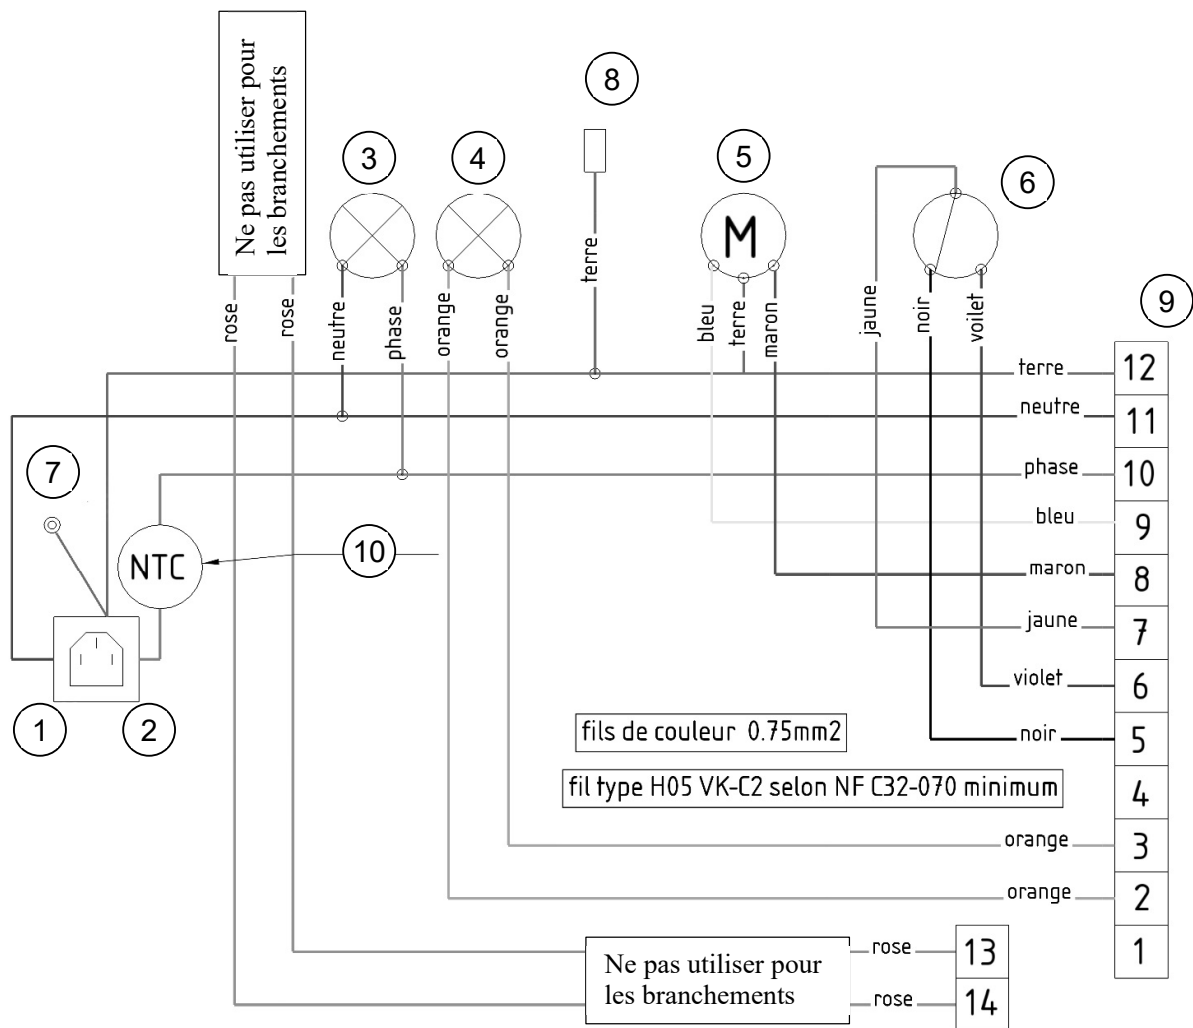 Ne pas utiliser pour
les branchements
8
3
4
5
6
M
rose
rose
neutre
phase
orange
orange
terre
bleu
terre
maron
jaune
noir
voilet
9
terre
12
neutre
11
7
phase
10
bleu
9
NTC
10
maron
8
jaune
7
violet
6
1
2
fils de couleur 0.75mm2
noir
5
fil type H05 VK-C2 selon NF C32-070 minimum
4
orange
3
orange
2
Ne pas utiliser pour
les branchements
rose
13
1
rose
14